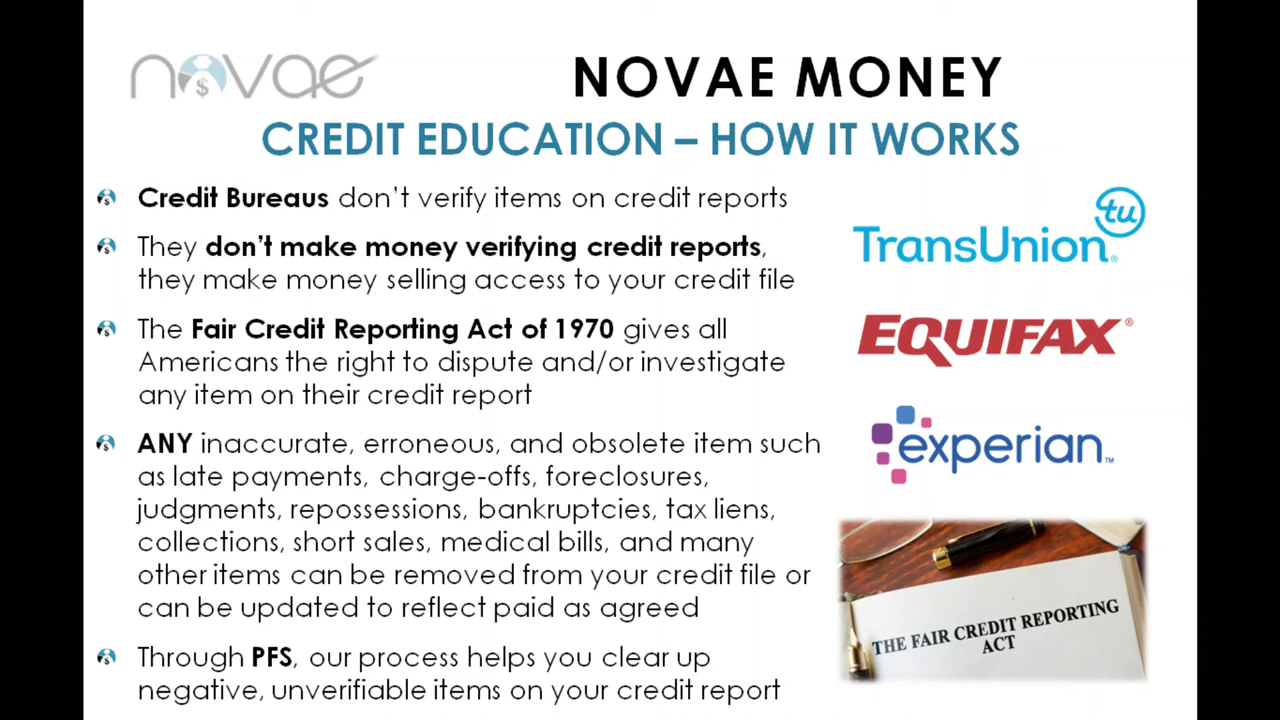 novae
NOVAE MONEY
CREDIT EDUCATION – HOW IT WORKS
Credit Bureaus don't verify items on credit reports
They don't make money verifying credit reports,
they make money selling access to your credit file
The Fair Credit Reporting Act of 1970 gives all
Americans the right to dispute and/or investigate
any item on their credit report
ANY inaccurate, erroneous, and obsolete item such
as late payments, charge-offs, foreclosures,
judgments, repossessions, bankruptcies, tax liens,
collections, short sales, medical bills, and many
other items can be removed from your credit file or
can be updated to reflect paid as agreed
Through PFS, our process helps you clear up
negative, unverifiable items on your credit report
tu
TransUnion®
EQUIFAX®
experian™
THE FAIR CREDIT REPORTING
ACT